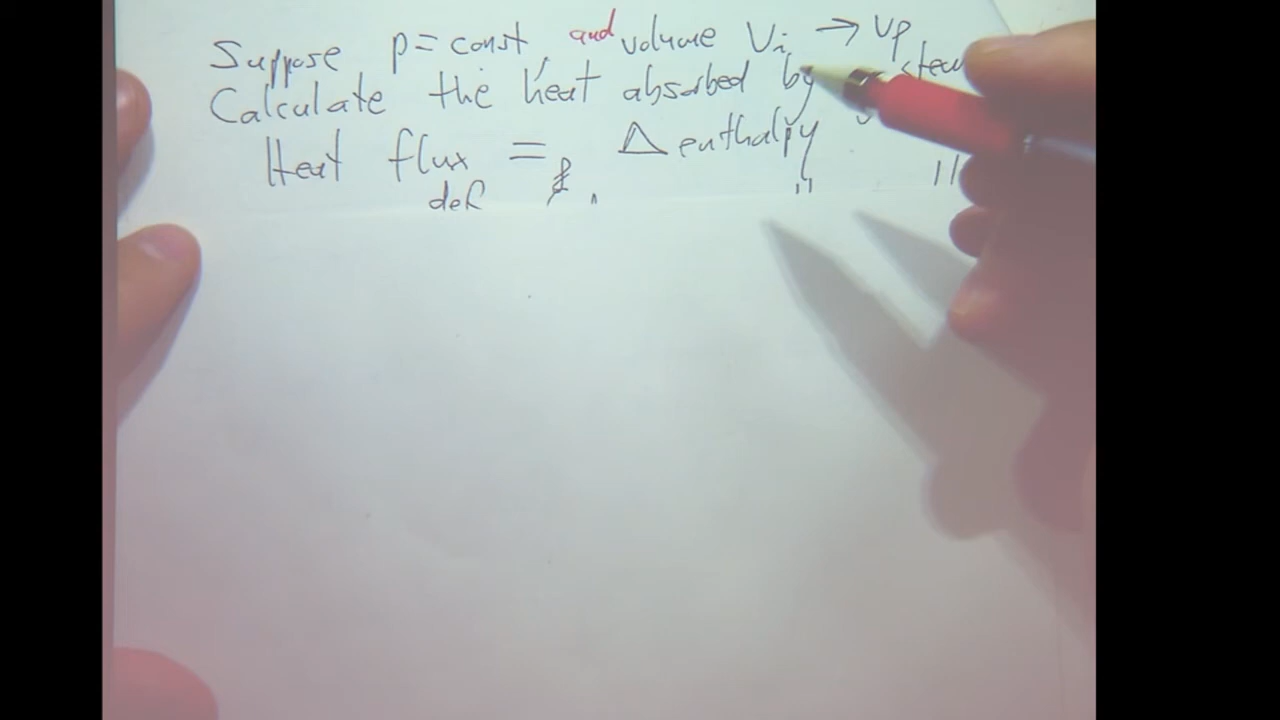 Suppose p = const, and volume Vi → Vf
Calculate the heat absorbed by
Heat flux = Δ enthalpy
def